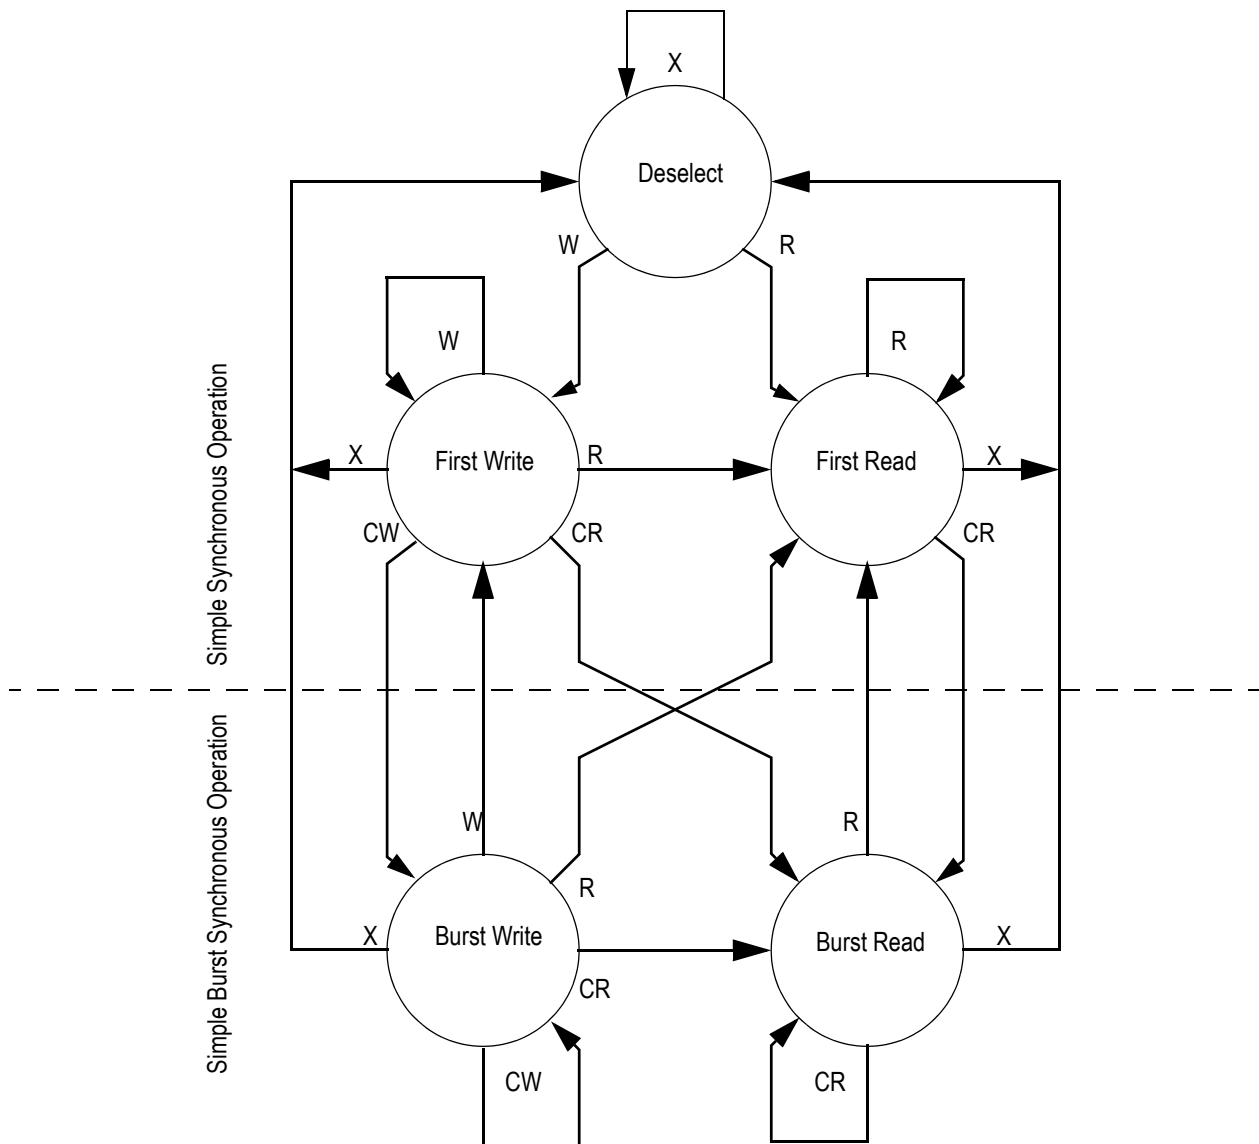 X
Deselect
W
R
W
R
Simple Synchronous Operation
First Write
First Read
X
R
X
CW
CR
CR
Simple Burst Synchronous Operation
W
R
R
X
Burst Write
Burst Read
X
CR
CW
CR